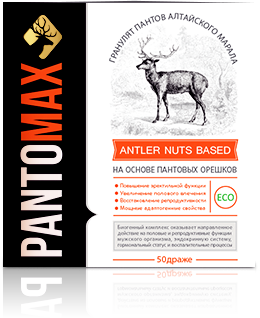 PANTOMAX
ГРАНУЛЯТ ПАНТОВ АЛТАЙСКОГО МАРАЛА
ANTLER NUTS BASED
НА ОСНОВЕ ПАНТОВЫХ ОРЕШКОВ
• Повышение эректильной функции
• Увеличение полового влечения
• Восстановление репродуктивности
• Мощные адаптогенные свойства
ECO
Биогенный комплекс оказывает направленное
действие на половые и репродуктивные функции
мужского организма, эндокринную систему,
гормональный статус и воспалительные процессы
50драже